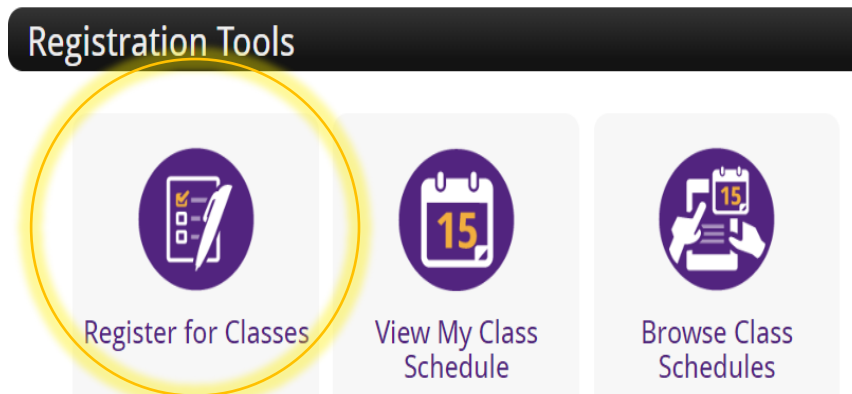 Registration Tools
15
15
Register for Classes
View My Class
Schedule
Browse Class
Schedules